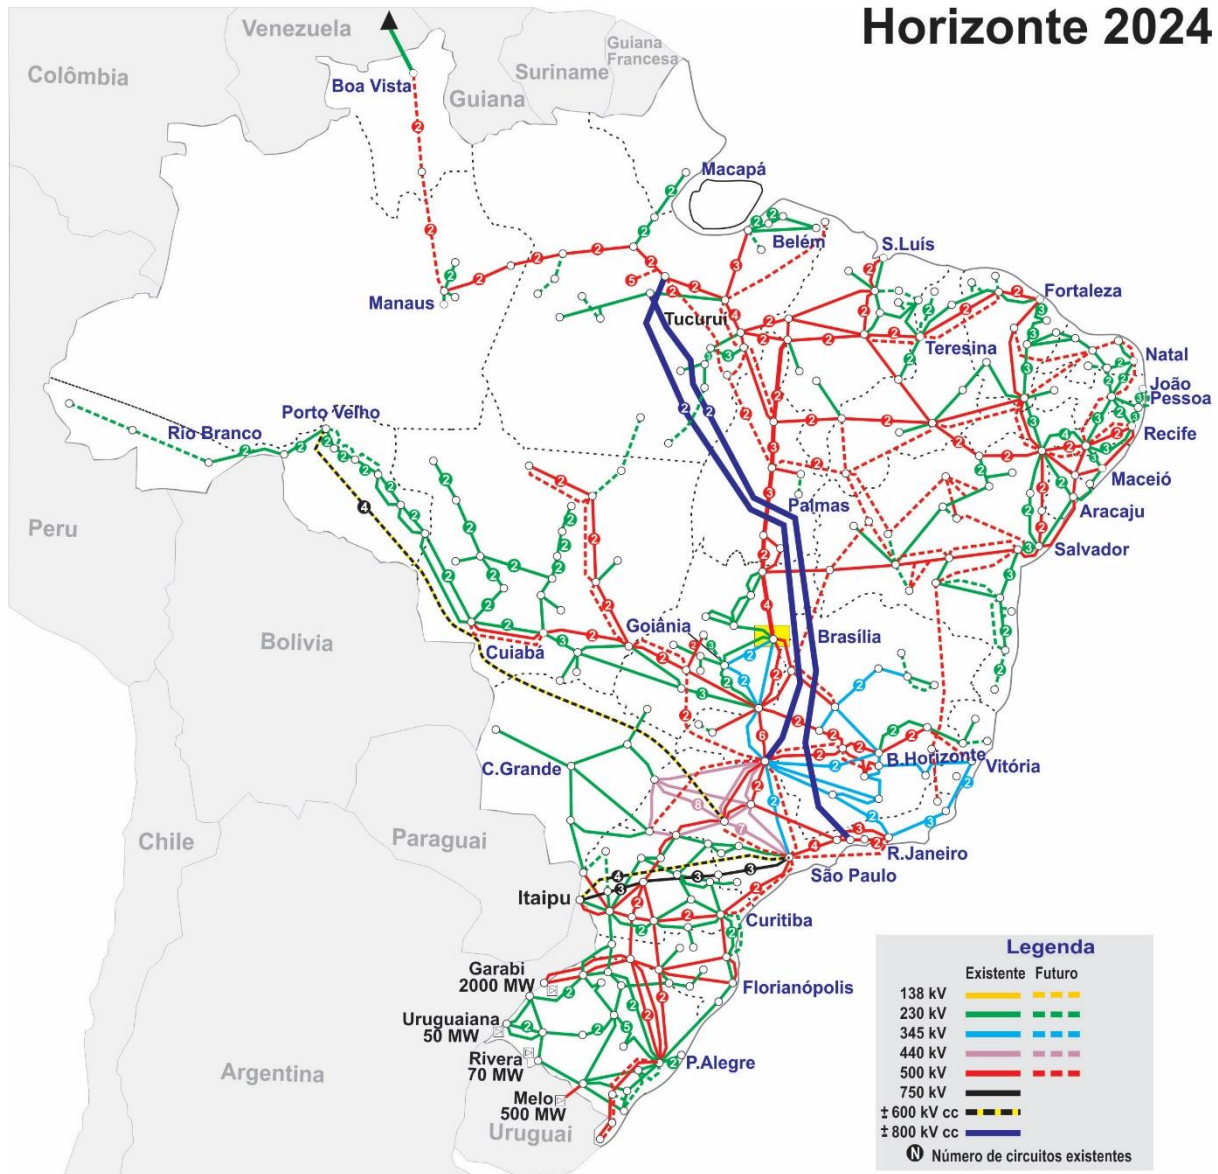 Horizonte 2024
Venezuela
Guiana
Francesa
Colômbia
Suriname
Boa Vista
Guiana
Macapá
Belém
S.Luís
Manaus
Fortaleza
Tucuruí
Teresina
Natal
João
Pessoa
Porto Velho
Rio Branco
Recife
Maceió
Palmas
Aracaju
Peru
Salvador
Bolivia
Goiânia
Brasília
Cuiabá
B.Horizonte
Vitória
C.Grande
Chile
Paraguai
R.Janeiro
São Paulo
Itaipu
Curitiba
Garabi
2000 MW
Florianópolis
Uruguaiana
50 MW
Rivera
70 MW
P.Alegre
Argentina
Melo
500 MW
Uruguai
Legenda
Existente Futuro
138 kV
230 kV
345 kV
440 kV
500 kV
750 kV
± 600 kV cc
± 800 kV cc
N Número de circuitos existentes